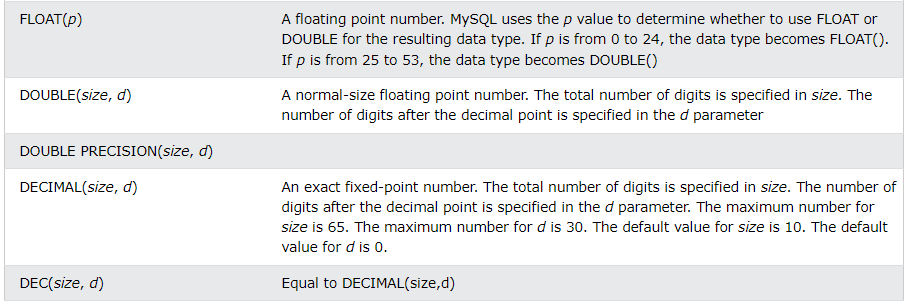 FLOAT(p) A floating point number. MySQL uses the p value to determine whether to use FLOAT or
DOUBLE for the resulting data type. If p is from 0 to 24, the data type becomes FLOAT().
If p is from 25 to 53, the data type becomes DOUBLE()
DOUBLE(size, d) A normal-size floating point number. The total number of digits is specified in size. The
number of digits after the decimal point is specified in the d parameter
DOUBLE PRECISION(size, d)
DECIMAL(size, d) An exact fixed-point number. The total number of digits is specified in size. The number of
digits after the decimal point is specified in the d parameter. The maximum number for
size is 65. The maximum number for d is 30. The default value for size is 10. The default
value for d is 0.
DEC(size, d) Equal to DECIMAL(size,d)